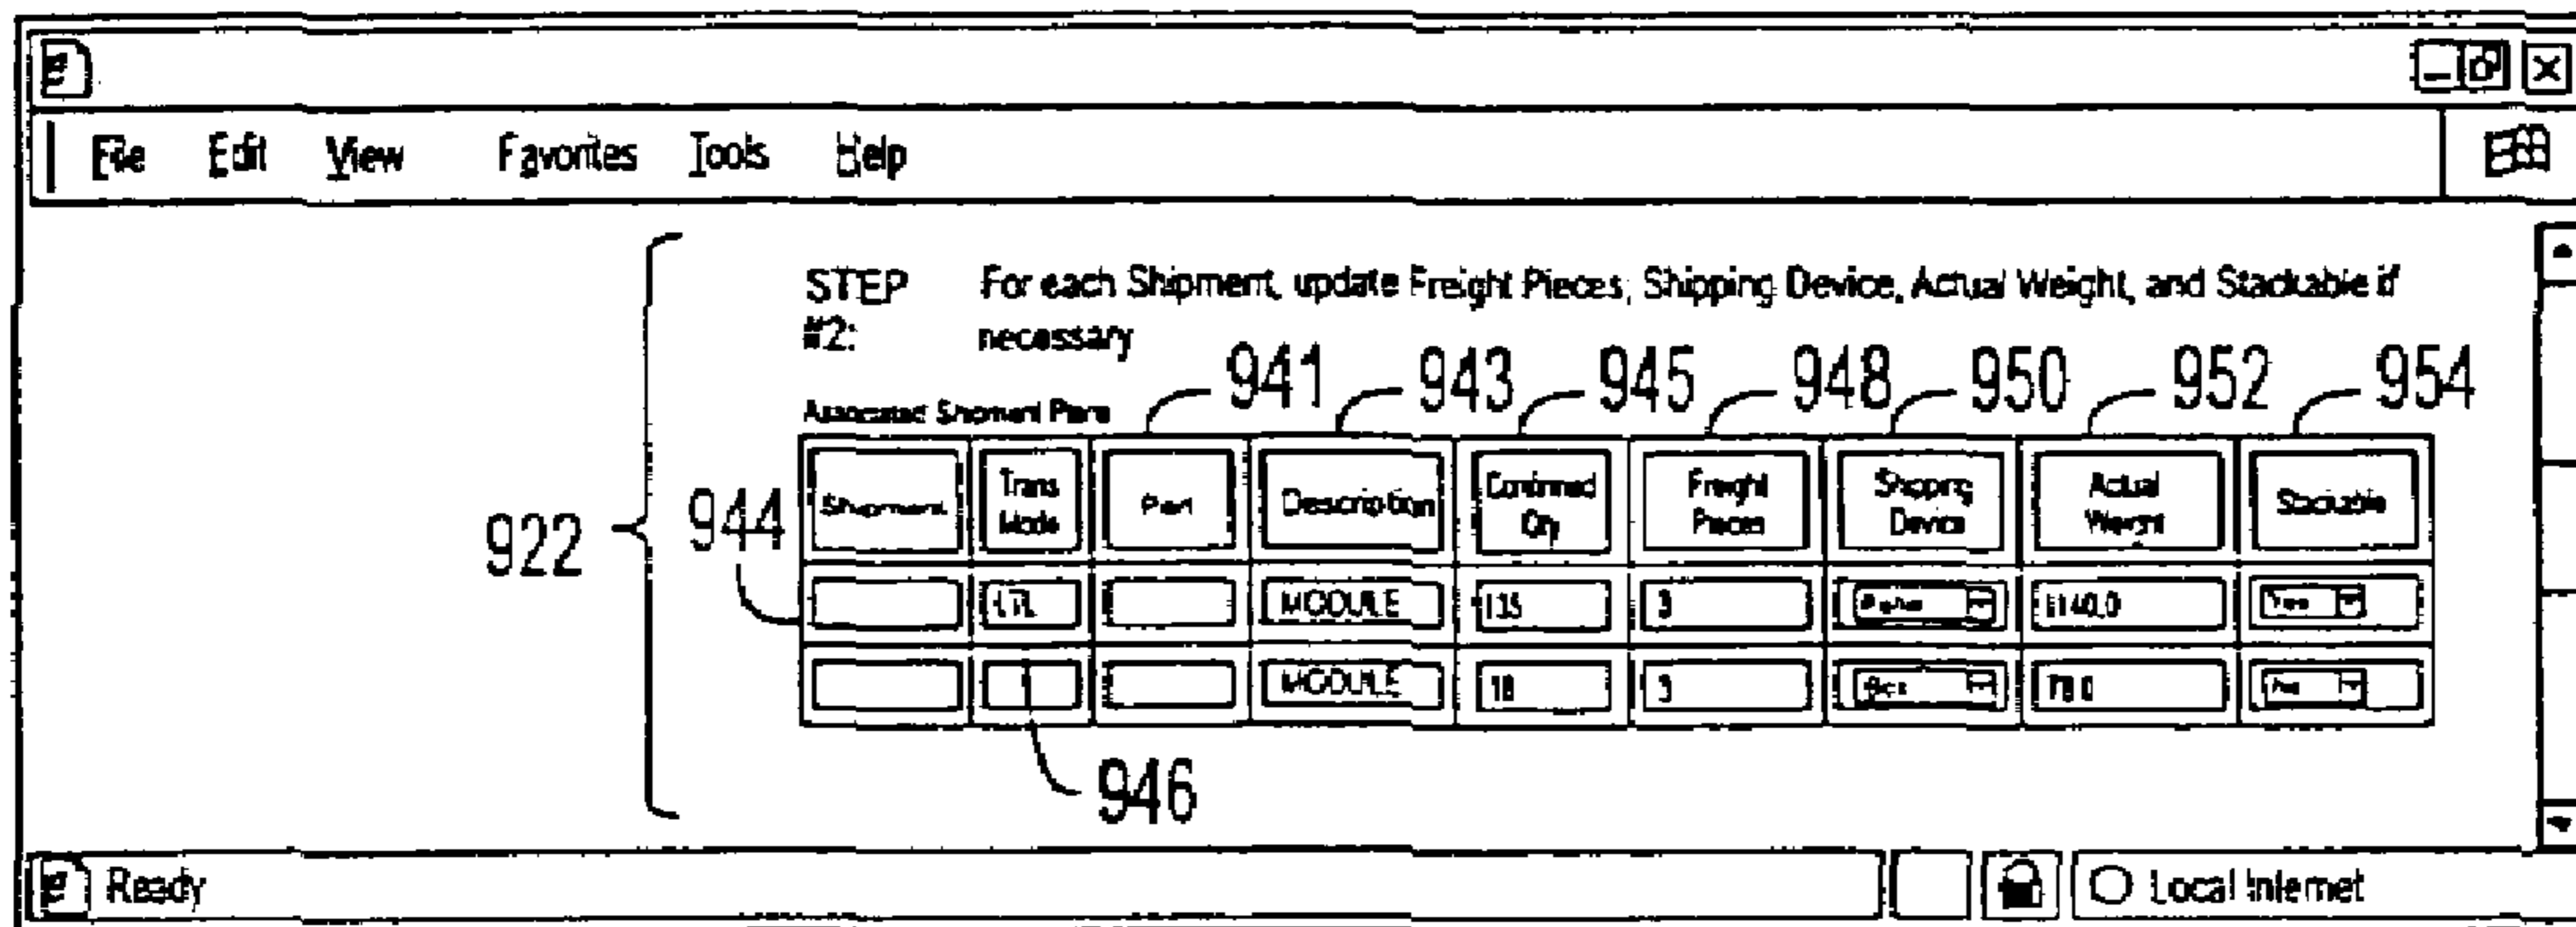 File Edit View Favorites Tools Help
STEP #2: For each Shipment, update Freight Pieces, Shipping Device, Actual Weight, and Stackable if necessary
941 943 945 948 950 952 954
Associated Shipment Plans
Shipment Trans Mode Part Description Confirmed Qty Freight Pieces Shipping Device Actual Weight Stackable
922 944
LTL MODULE 135 3 Yes
MODULE 18 3 Box 78.0
946
Ready Local Internet